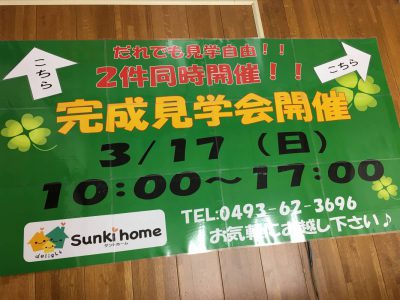 だれでも見学自由!!
こちら
2件同時開催!!
こちら
完成見学会開催
3/17(日)
10:00~17:00
delight
Sunki home
サンキホーム
TEL:0493-62-3696
お気軽にお越し下さい♪